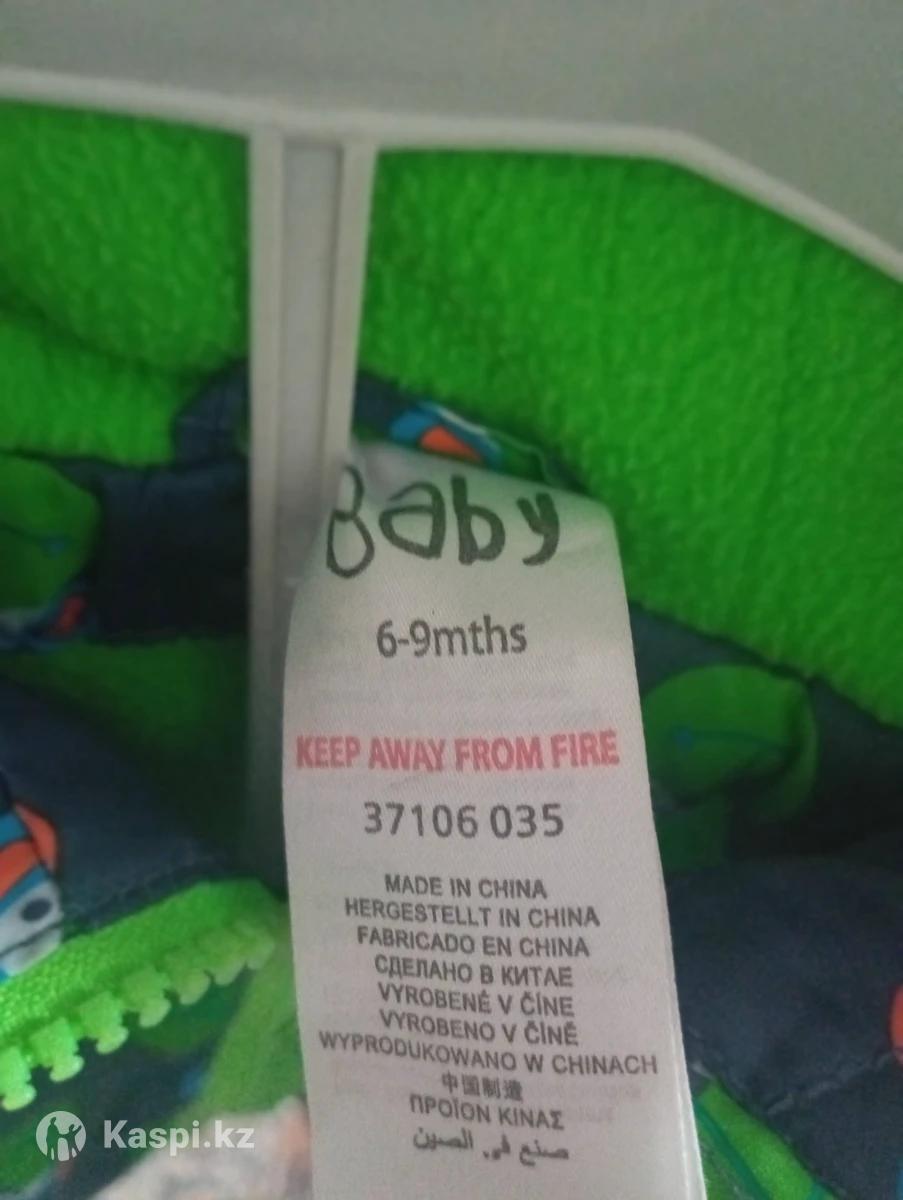 Baby
6-9mths
KEEP AWAY FROM FIRE
37106 035
MADE IN CHINA
HERGESTELLT IN CHINA
FABRICADO EN CHINA
СДЕЛАНО В КИТАЕ
VYROBENÉ V ČÍNE
VYROBENO V ČÍNĚ
WYPRODUKOWANO W CHINACH
中国制造
ΠΡΟΪΟΝ ΚΙΝΑΣ
صنع في الصين
Kaspi.kz